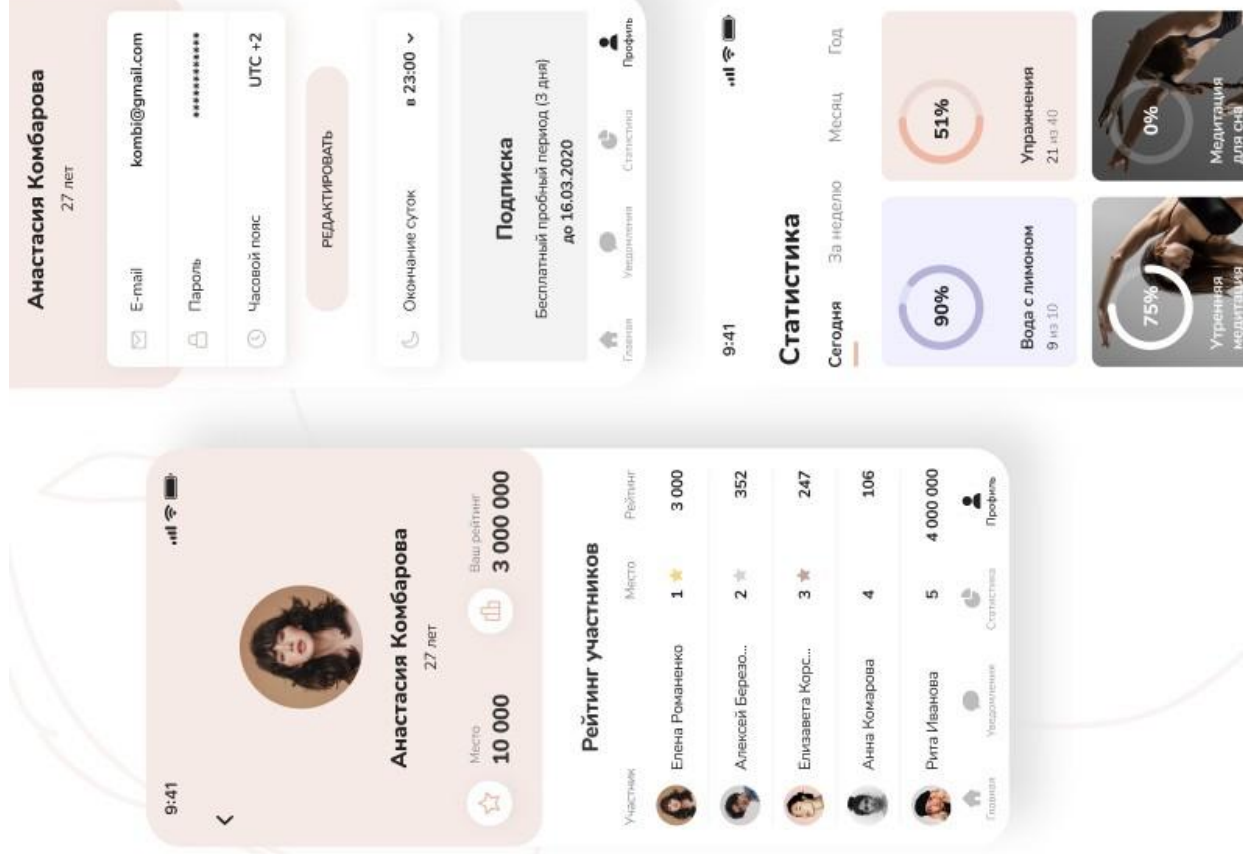 9:41
Анастасия Комбарова
27 лет
Место
10 000
Ваш рейтинг
3 000 000
Рейтинг участников
Участник Место Рейтинг
Елена Романенко 1 3 000
Алексей Березо... 2 352
Елизавета Корс... 3 247
Анна Комарова 4 106
Рита Иванова 5 4 000 000
Главная Уведомления Статистика Профиль
Анастасия Комбарова
27 лет
E-mail kombi@gmail.com
Пароль ************
Часовой пояс UTC +2
РЕДАКТИРОВАТЬ
Окончание суток в 23:00
Подписка
Бесплатный пробный период (3 дня)
до 16.03.2020
Главная Уведомления Статистика Профиль
9:41
Статистика
Сегодня За неделю Месяц Год
90%
Вода с лимоном
9 из 10
51%
Упражнения
21 из 40
75%
Утренняя
медитация
0%
Медитация
для сна